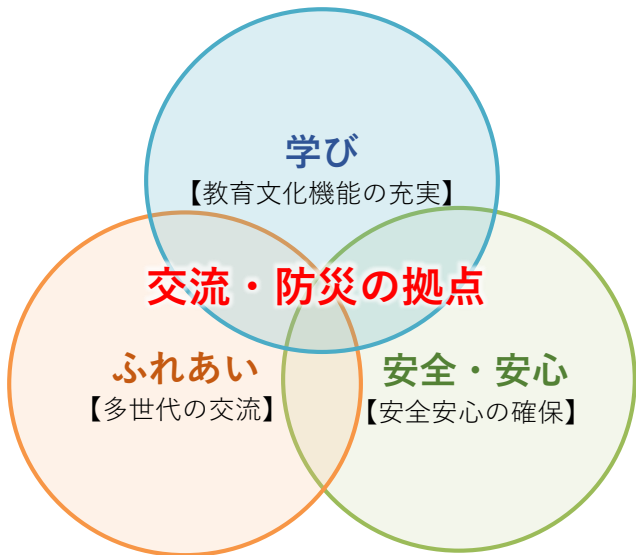 学び
【教育文化機能の充実】
交流・防災の拠点
ふれあい
【多世代の交流】
安全・安心
【安全安心の確保】